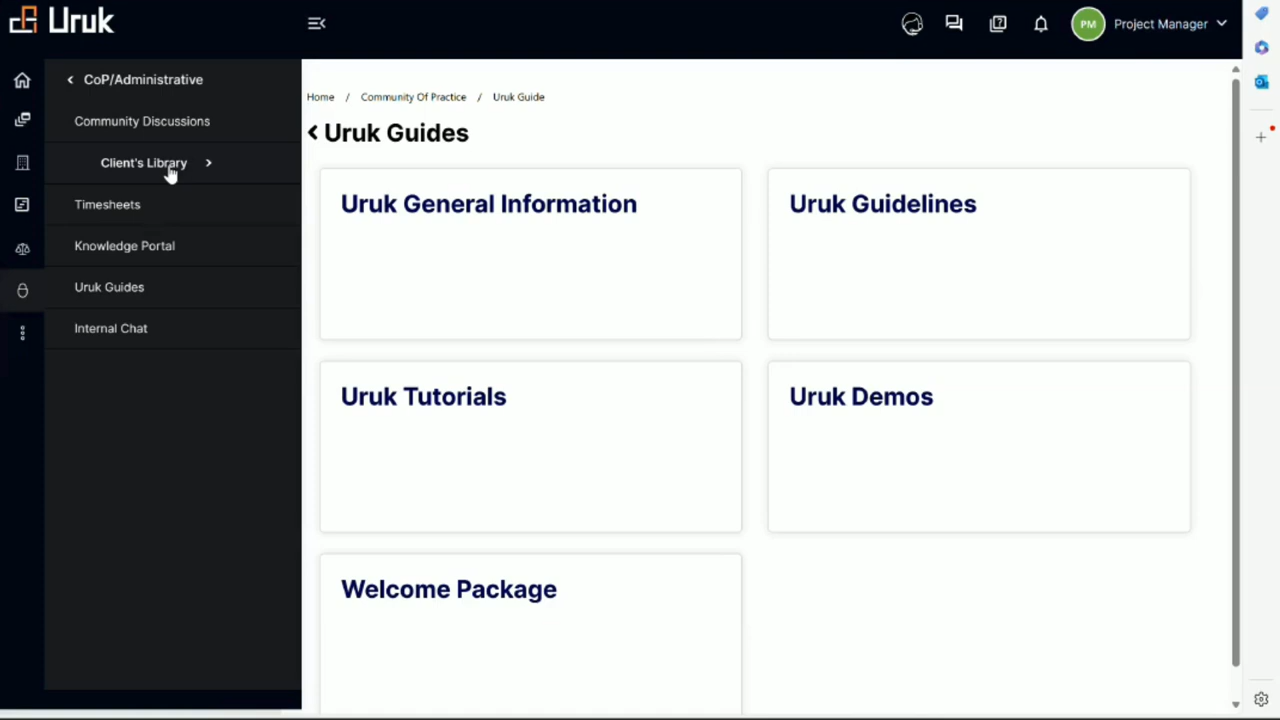 Uruk
PM
Project Manager
CoP/Administrative
Community Discussions
Client's Library
Timesheets
Knowledge Portal
Uruk Guides
Internal Chat
Home / Community Of Practice / Uruk Guide
Uruk Guides
Uruk General Information
Uruk Guidelines
Uruk Tutorials
Uruk Demos
Welcome Package